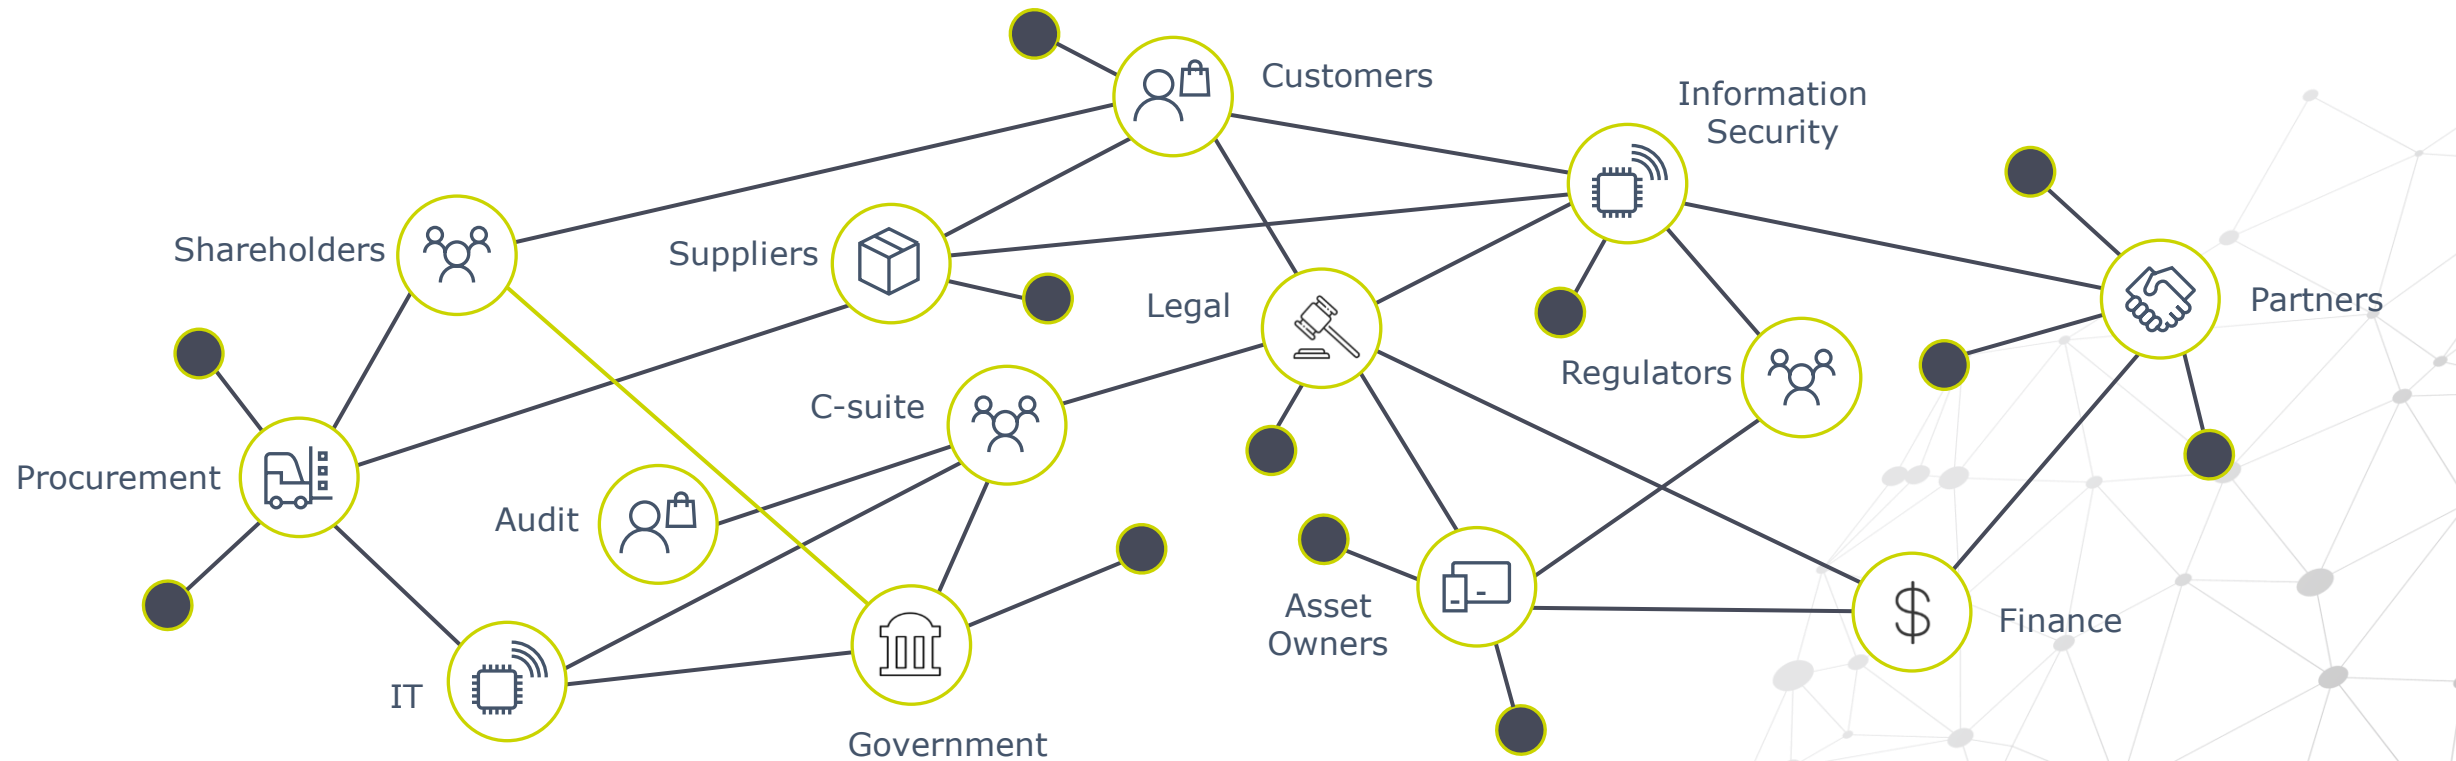 Customers
Information
Security
Shareholders
Suppliers
Legal
Partners
Regulators
C-suite
Procurement
Audit
Asset
Owners
Finance
IT
Government